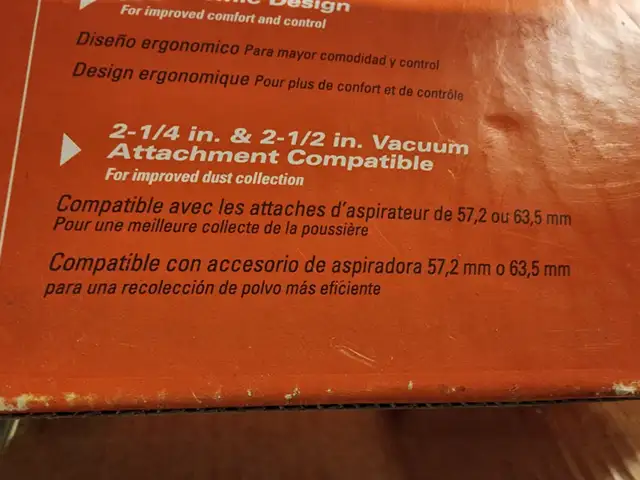 Design
For improved comfort and control
Diseño ergonomico Para mayor comodidad y control
Design ergonomique Pour plus de confort et de contrôle
2-1/4 in. & 2-1/2 in. Vacuum
Attachment Compatible
For improved dust collection
Compatible avec les attaches d'aspirateur de 57,2 ou 63,5 mm
Pour une meilleure collecte de la poussière
Compatible con accesorio de aspiradora 57,2 mm o 63,5 mm
para una recolección de polvo más eficiente